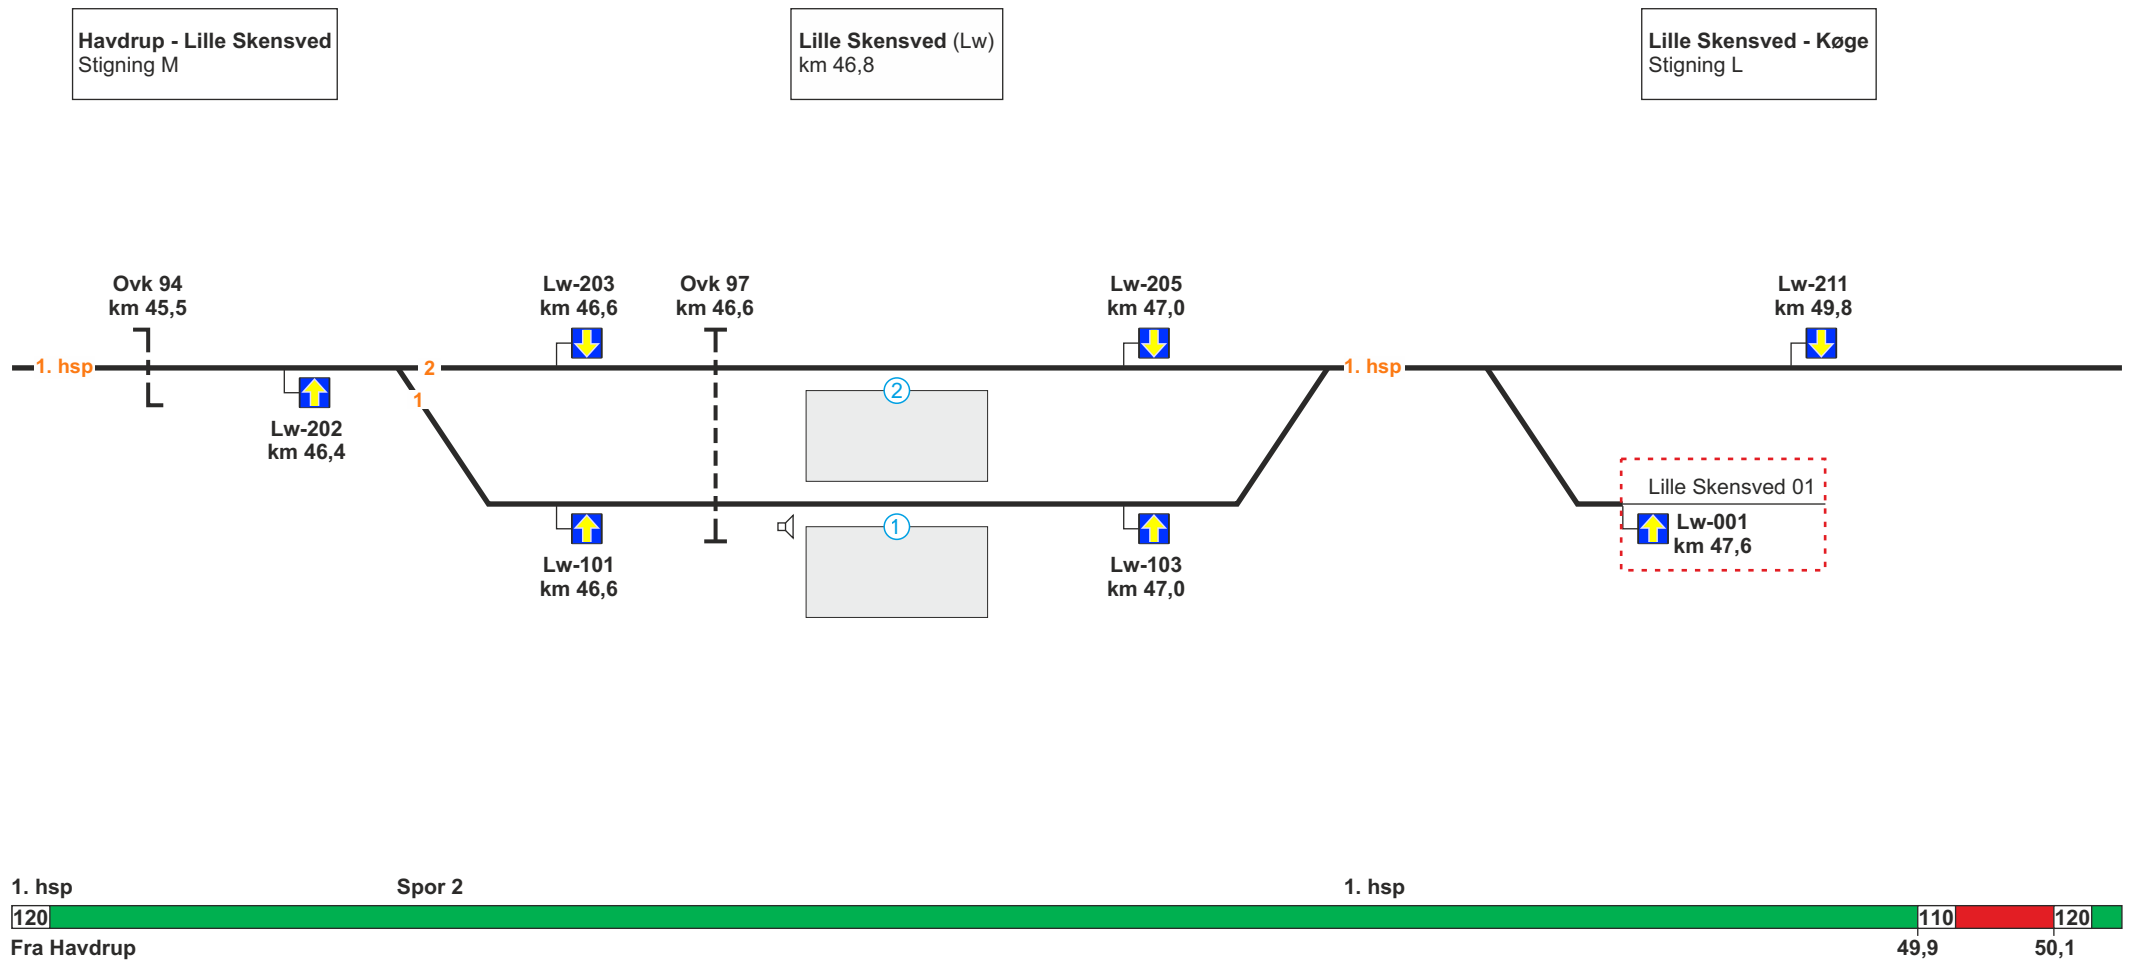 Havdrup - Lille Skensved
Stigning M
Lille Skensved (Lw)
km 46,8
Lille Skensved - Køge
Stigning L
Ovk 94
km 45,5
Lw-203
km 46,6
Ovk 97
km 46,6
Lw-205
km 47,0
Lw-211
km 49,8
1. hsp
2
1. hsp
1
2
Lw-202
km 46,4
Lille Skensved 01
Lw-001
km 47,6
1
Lw-101
km 46,6
Lw-103
km 47,0
1. hsp
Spor 2
1. hsp
120
110
120
Fra Havdrup
49,9
50,1